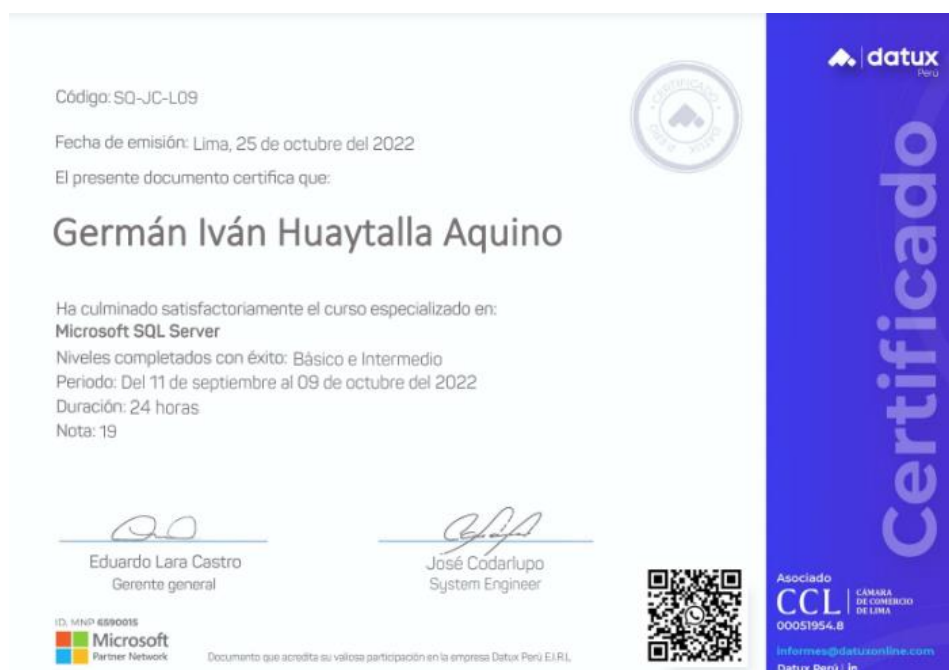 Código: SQ-JC-L09
Fecha de emisión: Lima, 25 de octubre del 2022
El presente documento certifica que:
Germán Iván Huaytalla Aquino
Ha culminado satisfactoriamente el curso especializado en:
Microsoft SQL Server
Niveles completados con éxito: Básico e Intermedio
Periodo: Del 11 de septiembre al 09 de octubre del 2022
Duración: 24 horas
Nota: 19
Eduardo Lara Castro
Gerente general
José Codarlupo
System Engineer
ID. MNP 6590015
Microsoft
Partner Network
Documento que acredita su valiosa participación en la empresa Datux Perú E.I.R.L.
CERTIFICADO
DATUX PERÚ
datux
Perú
Certificado
Asociado
CCL CÁMARA
DE COMERCIO
DE LIMA
00051954.8
informes@datuxonline.com
Datux Perú | in